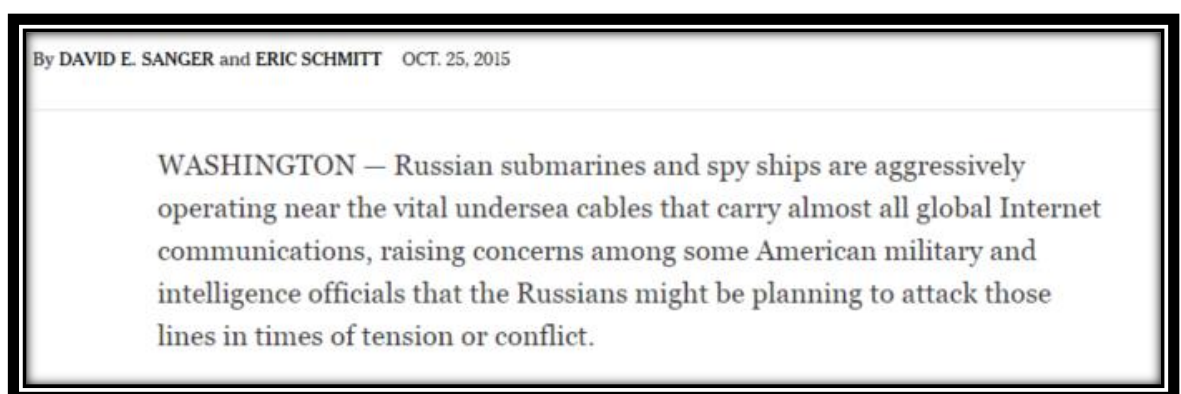 By DAVID E. SANGER and ERIC SCHMITT OCT. 25, 2015
WASHINGTON — Russian submarines and spy ships are aggressively
operating near the vital undersea cables that carry almost all global Internet
communications, raising concerns among some American military and
intelligence officials that the Russians might be planning to attack those
lines in times of tension or conflict.